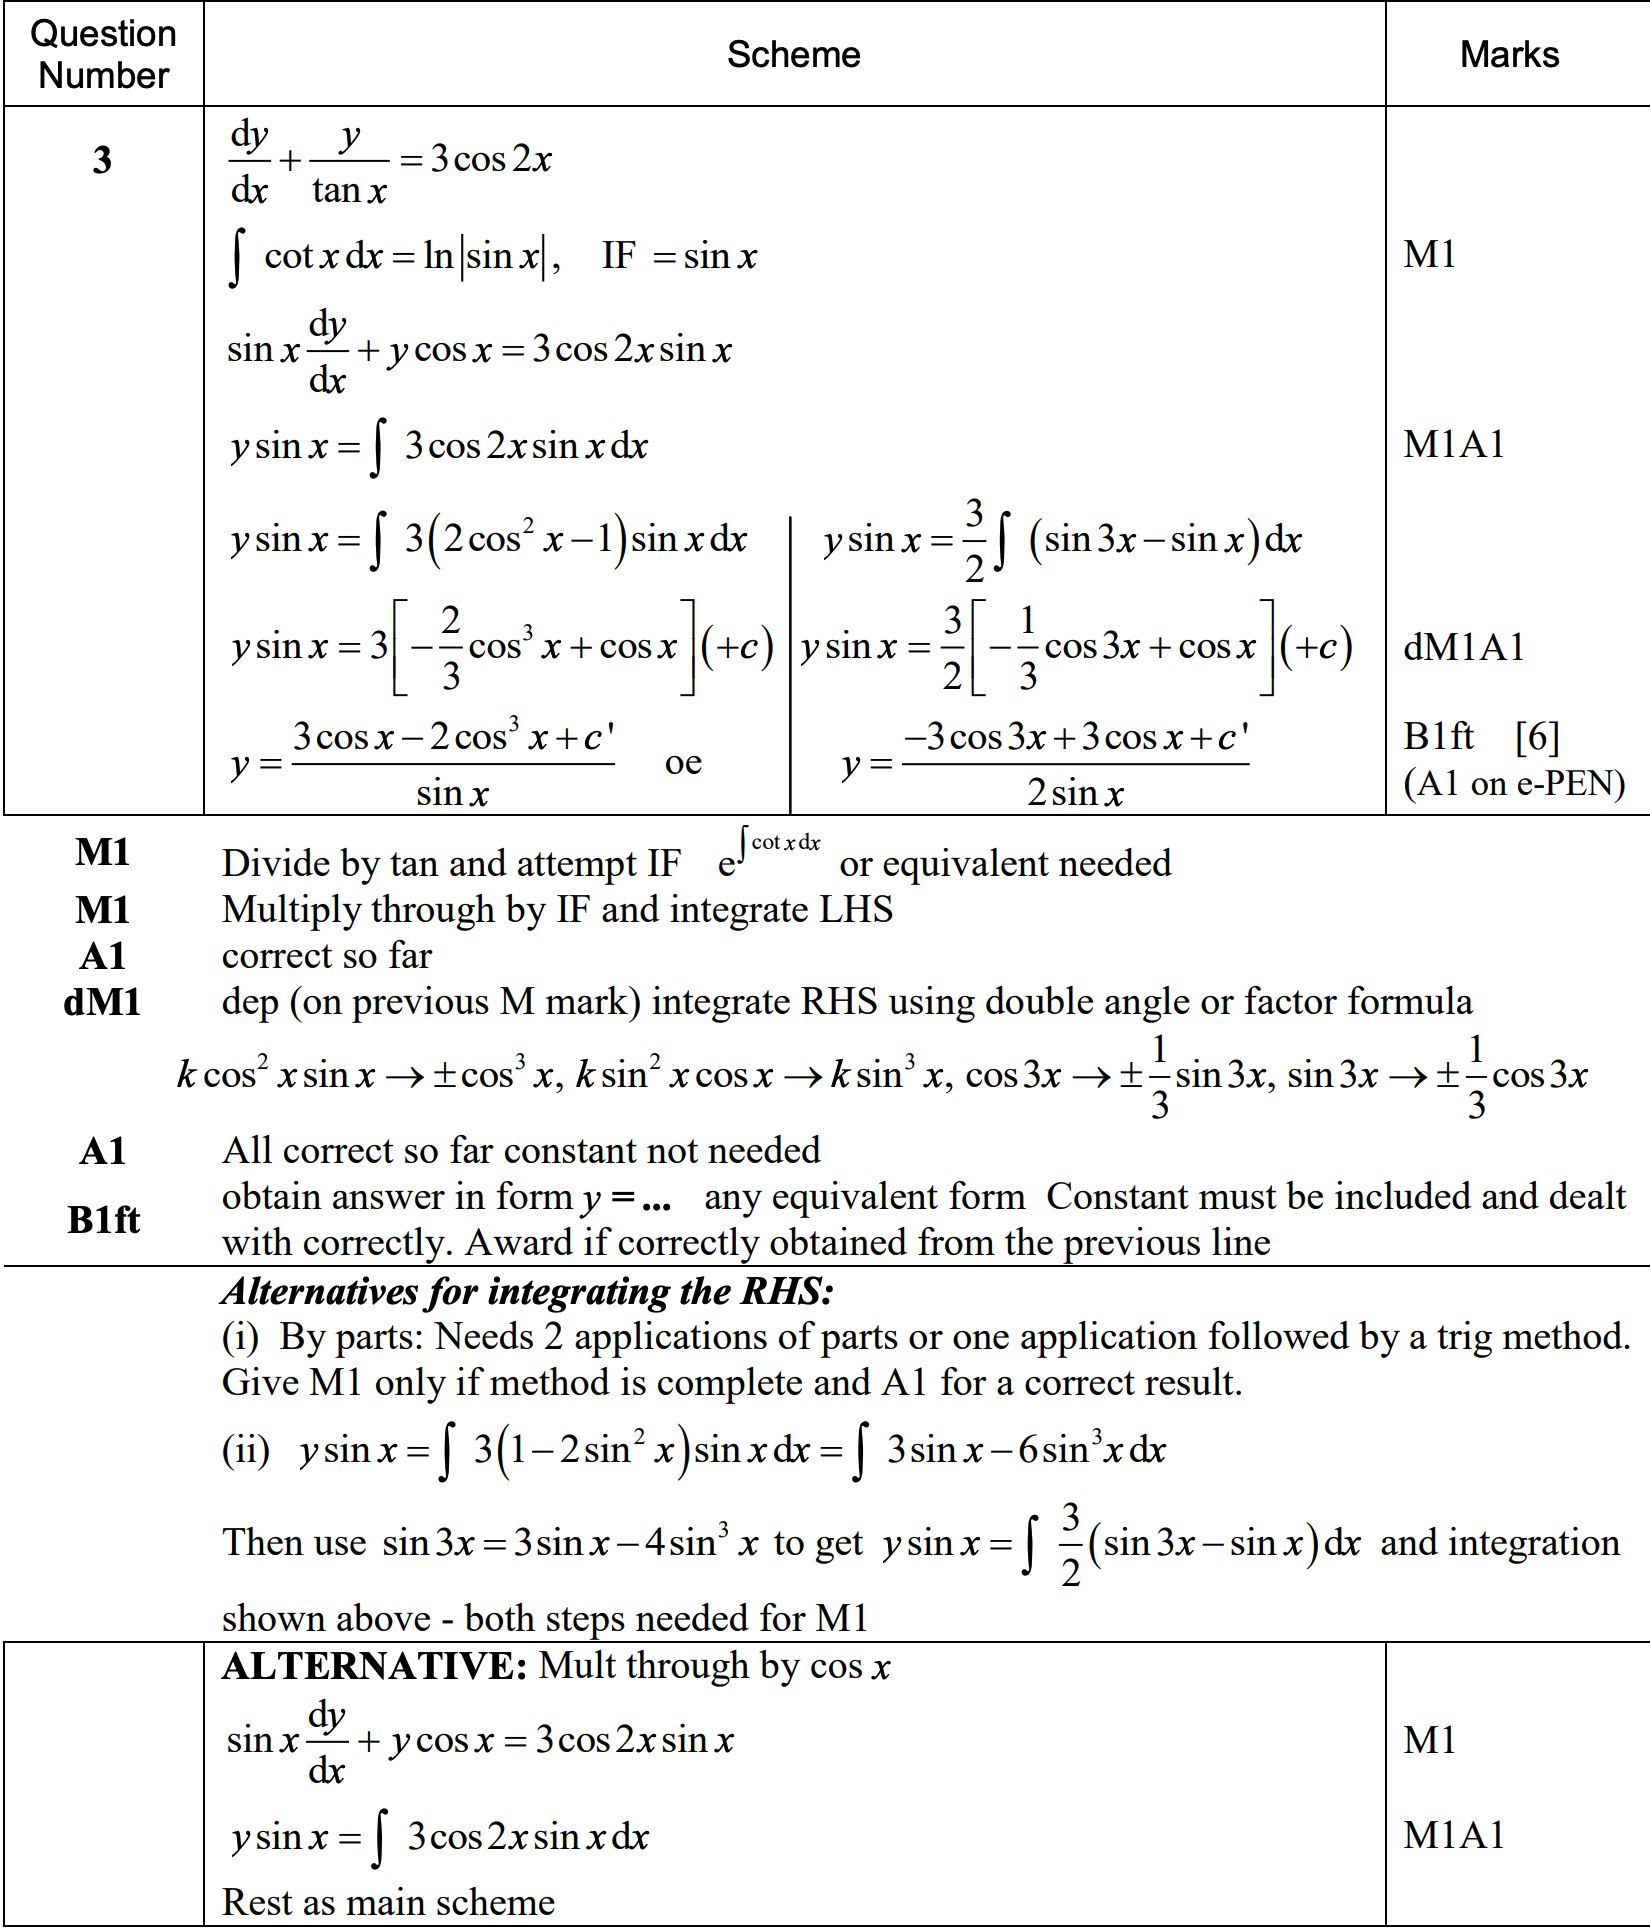 Question Number Scheme Marks
3 dy/dx + y/tan x = 3cos 2x
∫ cot x dx = ln|sin x|, IF = sin x M1
sin x dy/dx + y cos x = 3cos 2x sin x
y sin x = ∫ 3cos 2x sin x dx M1A1
y sin x = ∫ 3(2cos² x − 1)sin x dx | y sin x = 3/2 ∫ (sin 3x − sin x)dx
y sin x = 3[−2/3 cos³ x + cos x](+c) | y sin x = 3/2[−1/3 cos 3x + cos x](+c) dM1A1
y = (3cos x − 2cos³ x + c')/sin x oe | y = (−3cos 3x + 3cos x + c')/(2sin x) B1ft [6]
(A1 on e-PEN)
M1 Divide by tan and attempt IF e^(∫cot x dx) or equivalent needed
M1 Multiply through by IF and integrate LHS
A1 correct so far
dM1 dep (on previous M mark) integrate RHS using double angle or factor formula
k cos² x sin x → ±cos³ x, k sin² x cos x → k sin³ x, cos 3x → ±1/3 sin 3x, sin 3x → ±1/3 cos 3x
A1 All correct so far constant not needed
B1ft obtain answer in form y = ... any equivalent form Constant must be included and dealt
with correctly. Award if correctly obtained from the previous line
Alternatives for integrating the RHS:
(i) By parts: Needs 2 applications of parts or one application followed by a trig method.
Give M1 only if method is complete and A1 for a correct result.
(ii) y sin x = ∫ 3(1 − 2sin² x)sin x dx = ∫ 3sin x − 6sin³x dx
Then use sin 3x = 3sin x − 4sin³ x to get y sin x = ∫ 3/2 (sin 3x − sin x)dx and integration
shown above - both steps needed for M1
ALTERNATIVE: Mult through by cos x
sin x dy/dx + y cos x = 3cos 2x sin x M1
y sin x = ∫ 3cos 2x sin x dx M1A1
Rest as main scheme